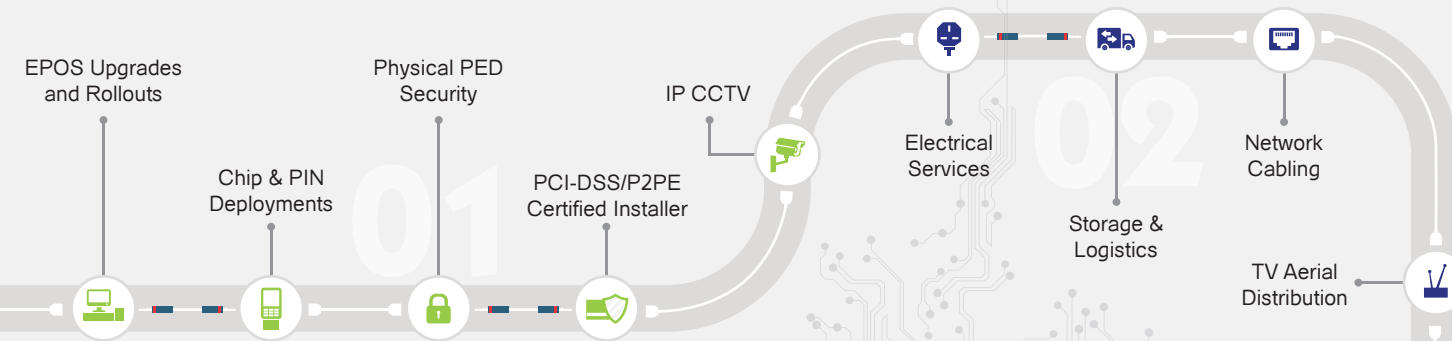 EPOS Upgrades
and Rollouts
Chip & PIN
Deployments
01
Physical PED
Security
PCI-DSS/P2PE
Certified Installer
IP CCTV
Electrical
Services
02
Storage &
Logistics
Network
Cabling
TV Aerial
Distribution